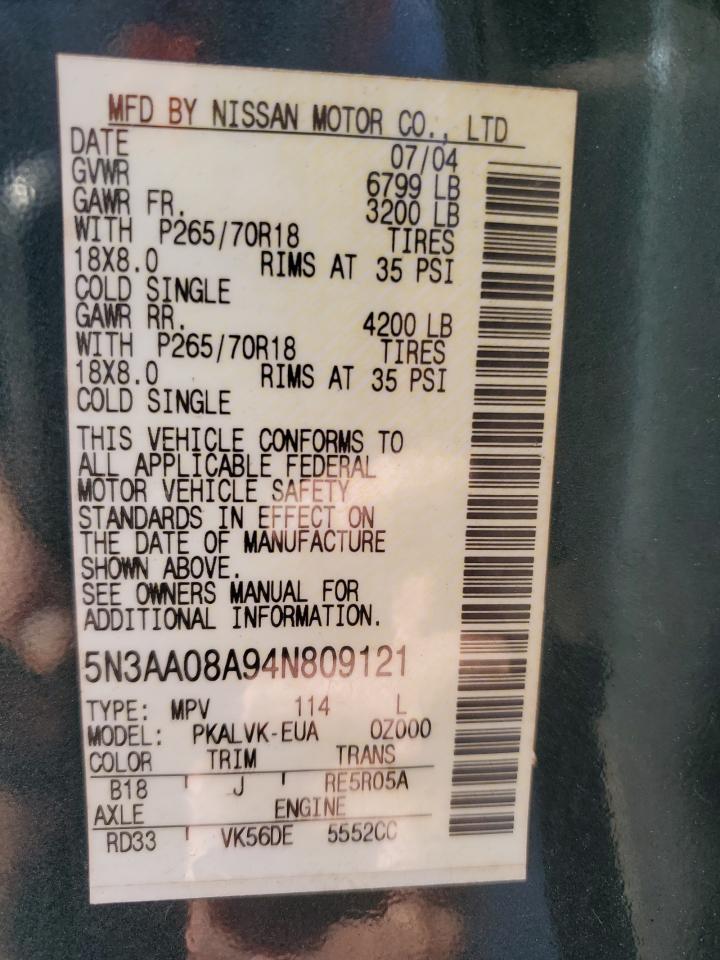 MFD BY NISSAN MOTOR CO., LTD
DATE 07/04
GVWR 6799 LB
GAWR FR. 3200 LB
WITH P265/70R18 TIRES
18X8.0 RIMS AT 35 PSI
COLD SINGLE
GAWR RR. 4200 LB
WITH P265/70R18 TIRES
18X8.0 RIMS AT 35 PSI
COLD SINGLE
THIS VEHICLE CONFORMS TO
ALL APPLICABLE FEDERAL
MOTOR VEHICLE SAFETY
STANDARDS IN EFFECT ON
THE DATE OF MANUFACTURE
SHOWN ABOVE.
SEE OWNERS MANUAL FOR
ADDITIONAL INFORMATION.
5N3AA08A94N809121
TYPE: MPV 114 L
MODEL: PKALVK-EUA 0Z000
COLOR TRIM TRANS
B18 J RE5R05A
AXLE ENGINE
RD33 VK56DE 5552CC